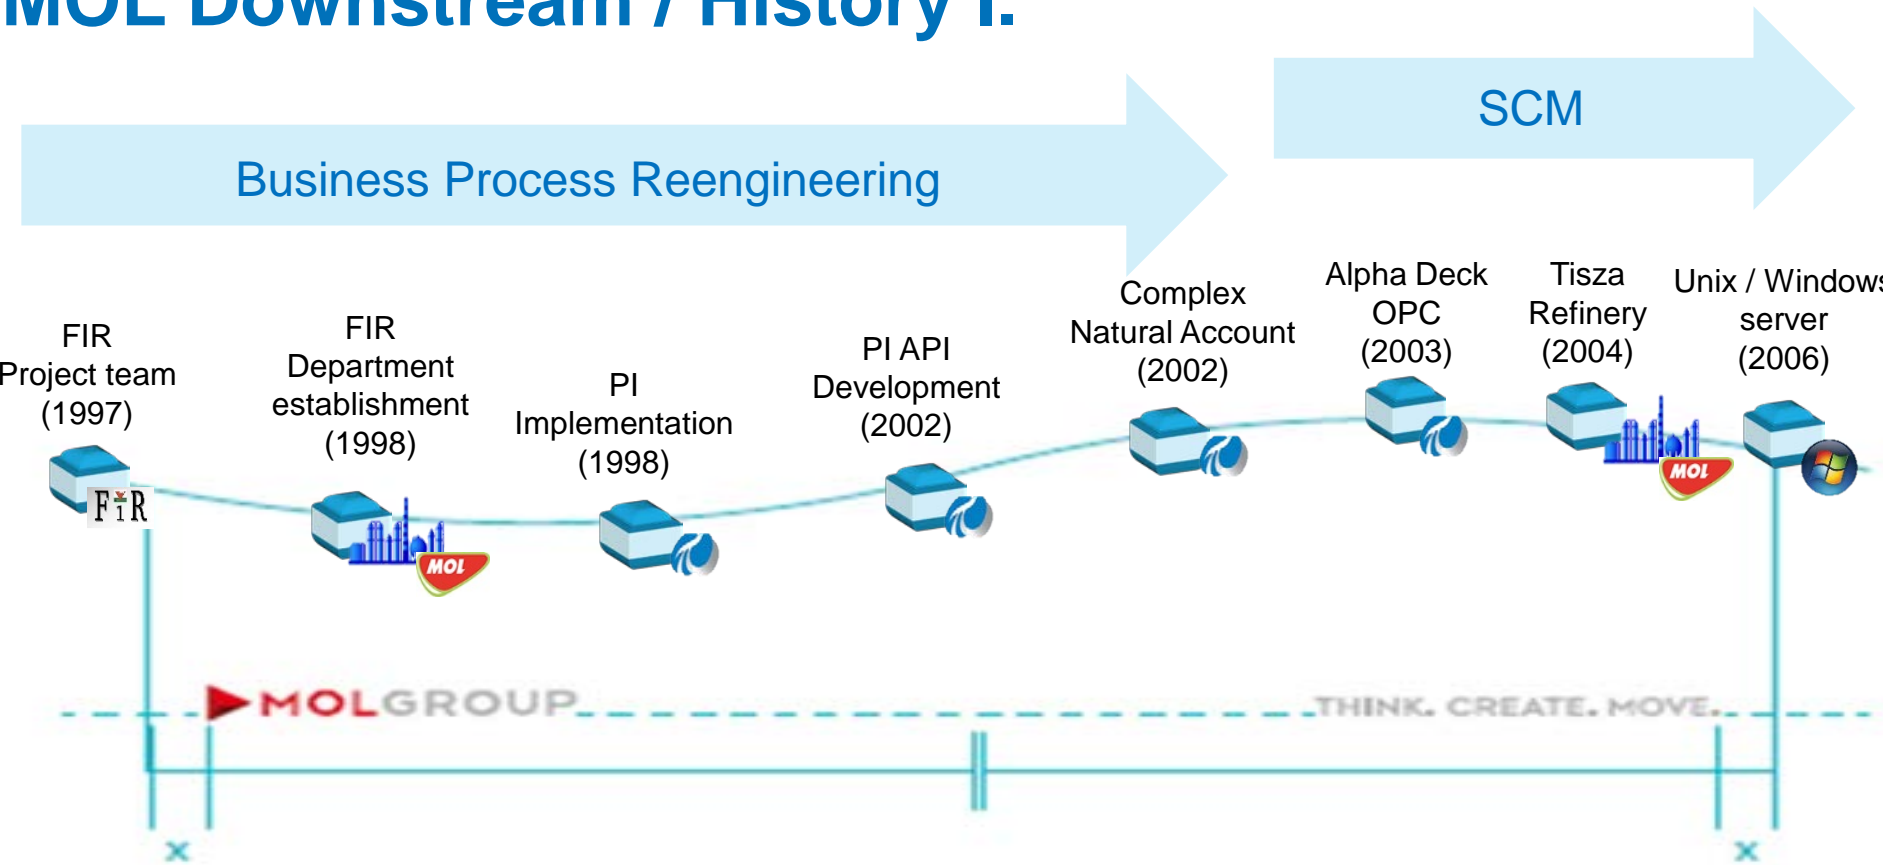 MOL Downstream / History I.
SCM
Business Process Reengineering
FIR
Project team
(1997)
FIR
Department
establishment
(1998)
PI
Implementation
(1998)
PI API
Development
(2002)
Complex
Natural Account
(2002)
Alpha Deck
OPC
(2003)
Tisza
Refinery
(2004)
Unix / Windows
server
(2006)
FIR
MOL
MOL
MOLGROUP
THINK. CREATE. MOVE.
x
x